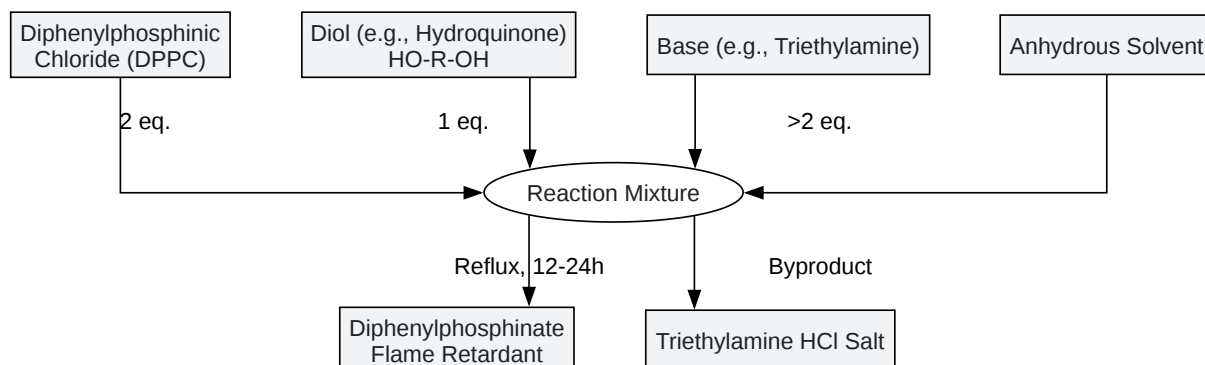 Diphenylphosphinic
Chloride (DPPC)
Diol (e.g., Hydroquinone)
HO-R-OH
Base (e.g., Triethylamine)
Anhydrous Solvent
2 eq.
1 eq.
>2 eq.
Reaction Mixture
Reflux, 12-24h
Byproduct
Diphenylphosphinate
Flame Retardant
Triethylamine HCl Salt